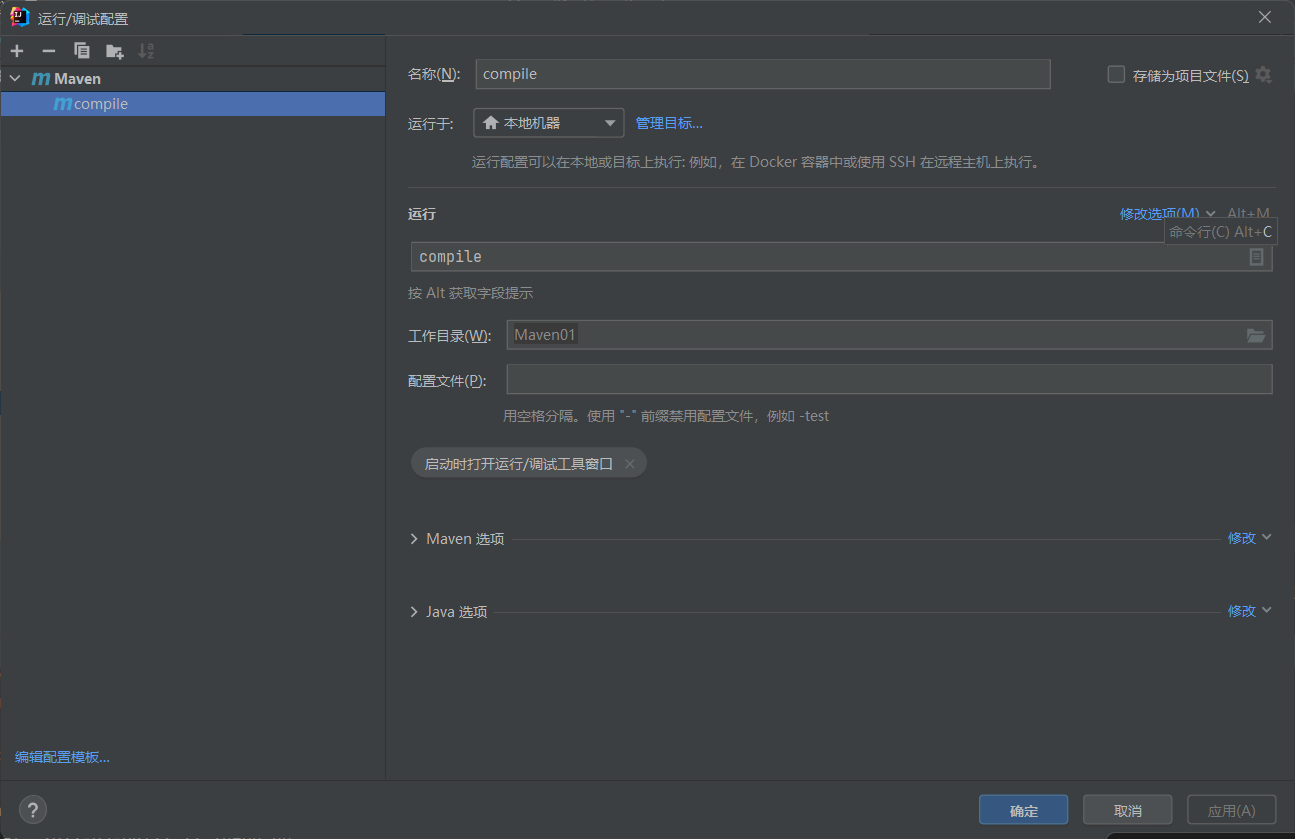 运行/调试配置
Maven
compile
名称(N): compile 存储为项目文件(S)
运行于: 本地机器 管理目标...
运行配置可以在本地或目标上执行: 例如，在 Docker 容器中或使用 SSH 在远程主机上执行。
运行 修改选项(M) Alt+M
命令行(C) Alt+C
compile
按 Alt 获取字段提示
工作目录(W): Maven01
配置文件(P):
用空格分隔。使用 "-" 前缀禁用配置文件，例如 -test
启动时打开运行/调试工具窗口
Maven 选项 修改
Java 选项 修改
编辑配置模板...
? 确定 取消 应用(A)